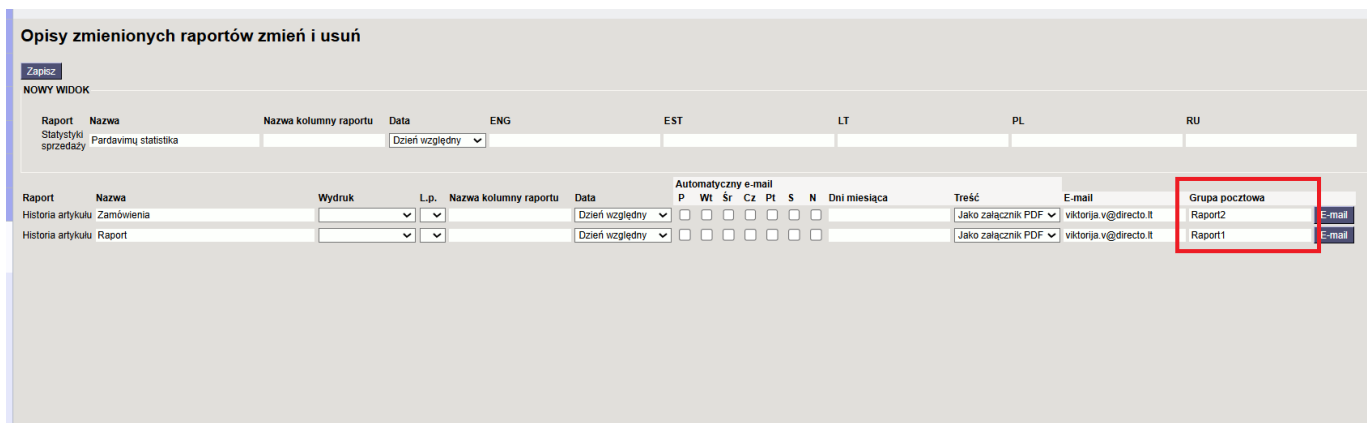 Opisy zmienionych raportów zmień i usuń
Zapisz
NOWY WIDOK
Raport Nazwa Nazwa kolumny raportu Data ENG EST LT PL RU
Statystyki sprzedaży Pardavimų statistika Dzień względny
Automatyczny e-mail
Raport Nazwa Wydruk L.p. Nazwa kolumny raportu Data P Wt Śr Cz Pt S N Dni miesiąca Treść E-mail Grupa pocztowa
Historia artykułu Zamówienia Dzień względny Jako załącznik PDF viktorija.v@directo.lt Raport2 E-mail
Historia artykułu Raport Dzień względny Jako załącznik PDF viktorija.v@directo.lt Raport1 E-mail